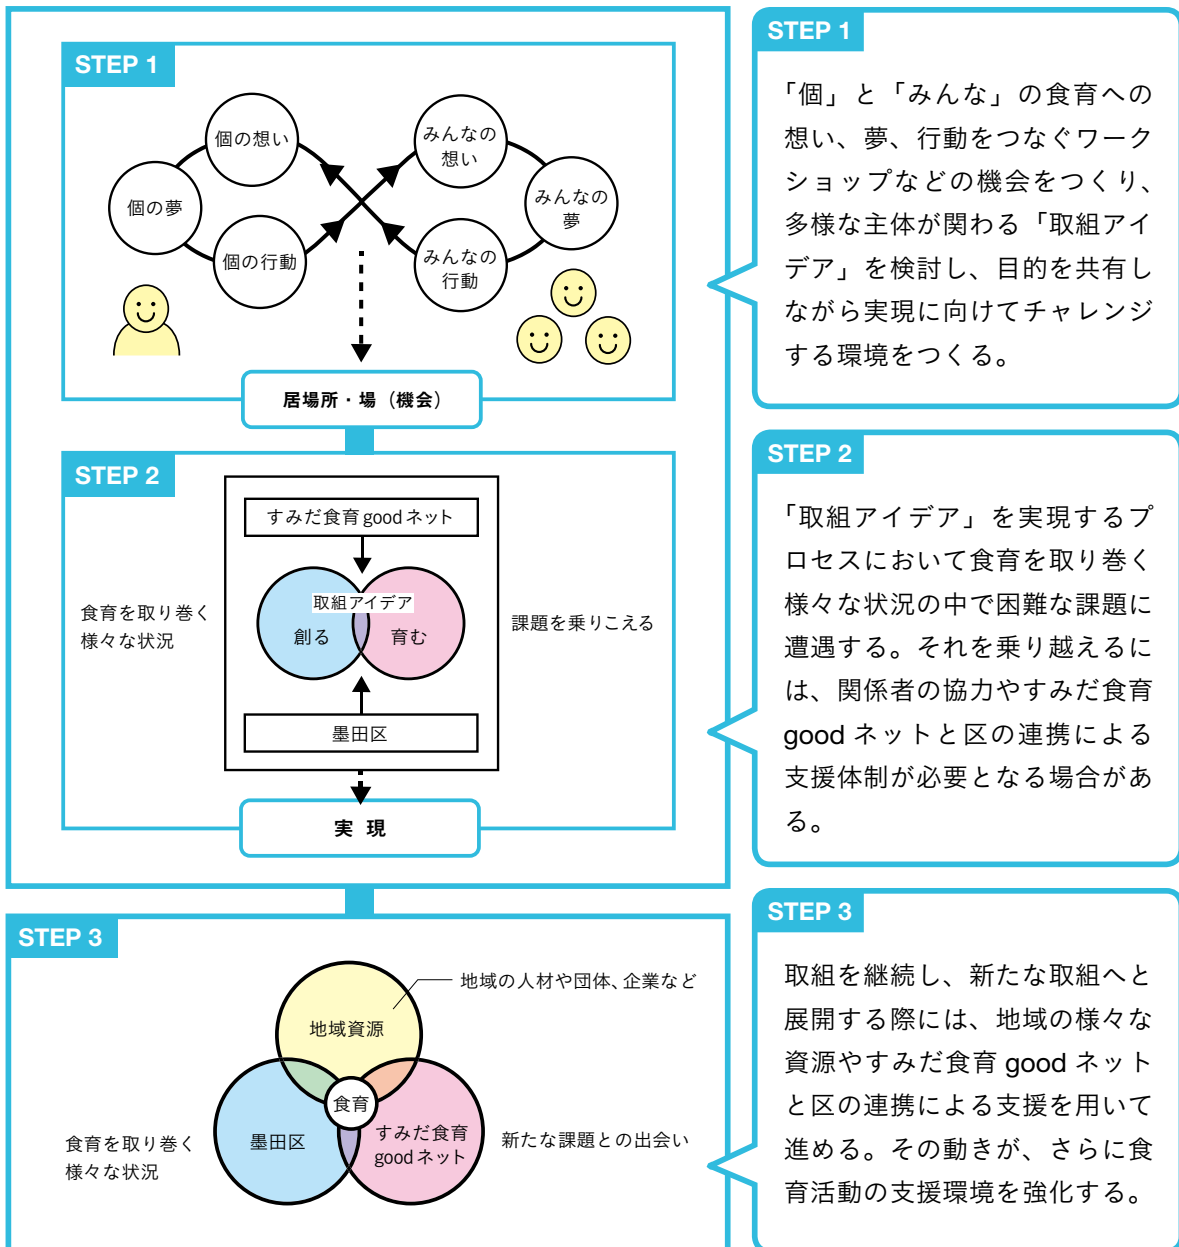 STEP 1
個の想い
みんなの
想い
個の夢
みんなの
夢
個の行動
みんなの
行動
居場所・場（機会）
STEP 1
「個」と「みんな」の食育への
想い、夢、行動をつなぐワーク
ショップなどの機会をつくり、
多様な主体が関わる「取組アイ
デア」を検討し、目的を共有し
ながら実現に向けてチャレンジ
する環境をつくる。
STEP 2
すみだ食育 good ネット
取組アイデア
創る
育む
墨田区
食育を取り巻く
様々な状況
課題を乗りこえる
実 現
STEP 2
「取組アイデア」を実現するプ
ロセスにおいて食育を取り巻く
様々な状況の中で困難な課題に
遭遇する。それを乗り越えるに
は、関係者の協力やすみだ食育
good ネットと区の連携による
支援体制が必要となる場合があ
る。
STEP 3
地域の人材や団体、企業など
地域資源
食育
墨田区
すみだ食育
good ネット
食育を取り巻く
様々な状況
新たな課題との出会い
STEP 3
取組を継続し、新たな取組へと
展開する際には、地域の様々な
資源やすみだ食育 good ネット
と区の連携による支援を用いて
進める。その動きが、さらに食
育活動の支援環境を強化する。